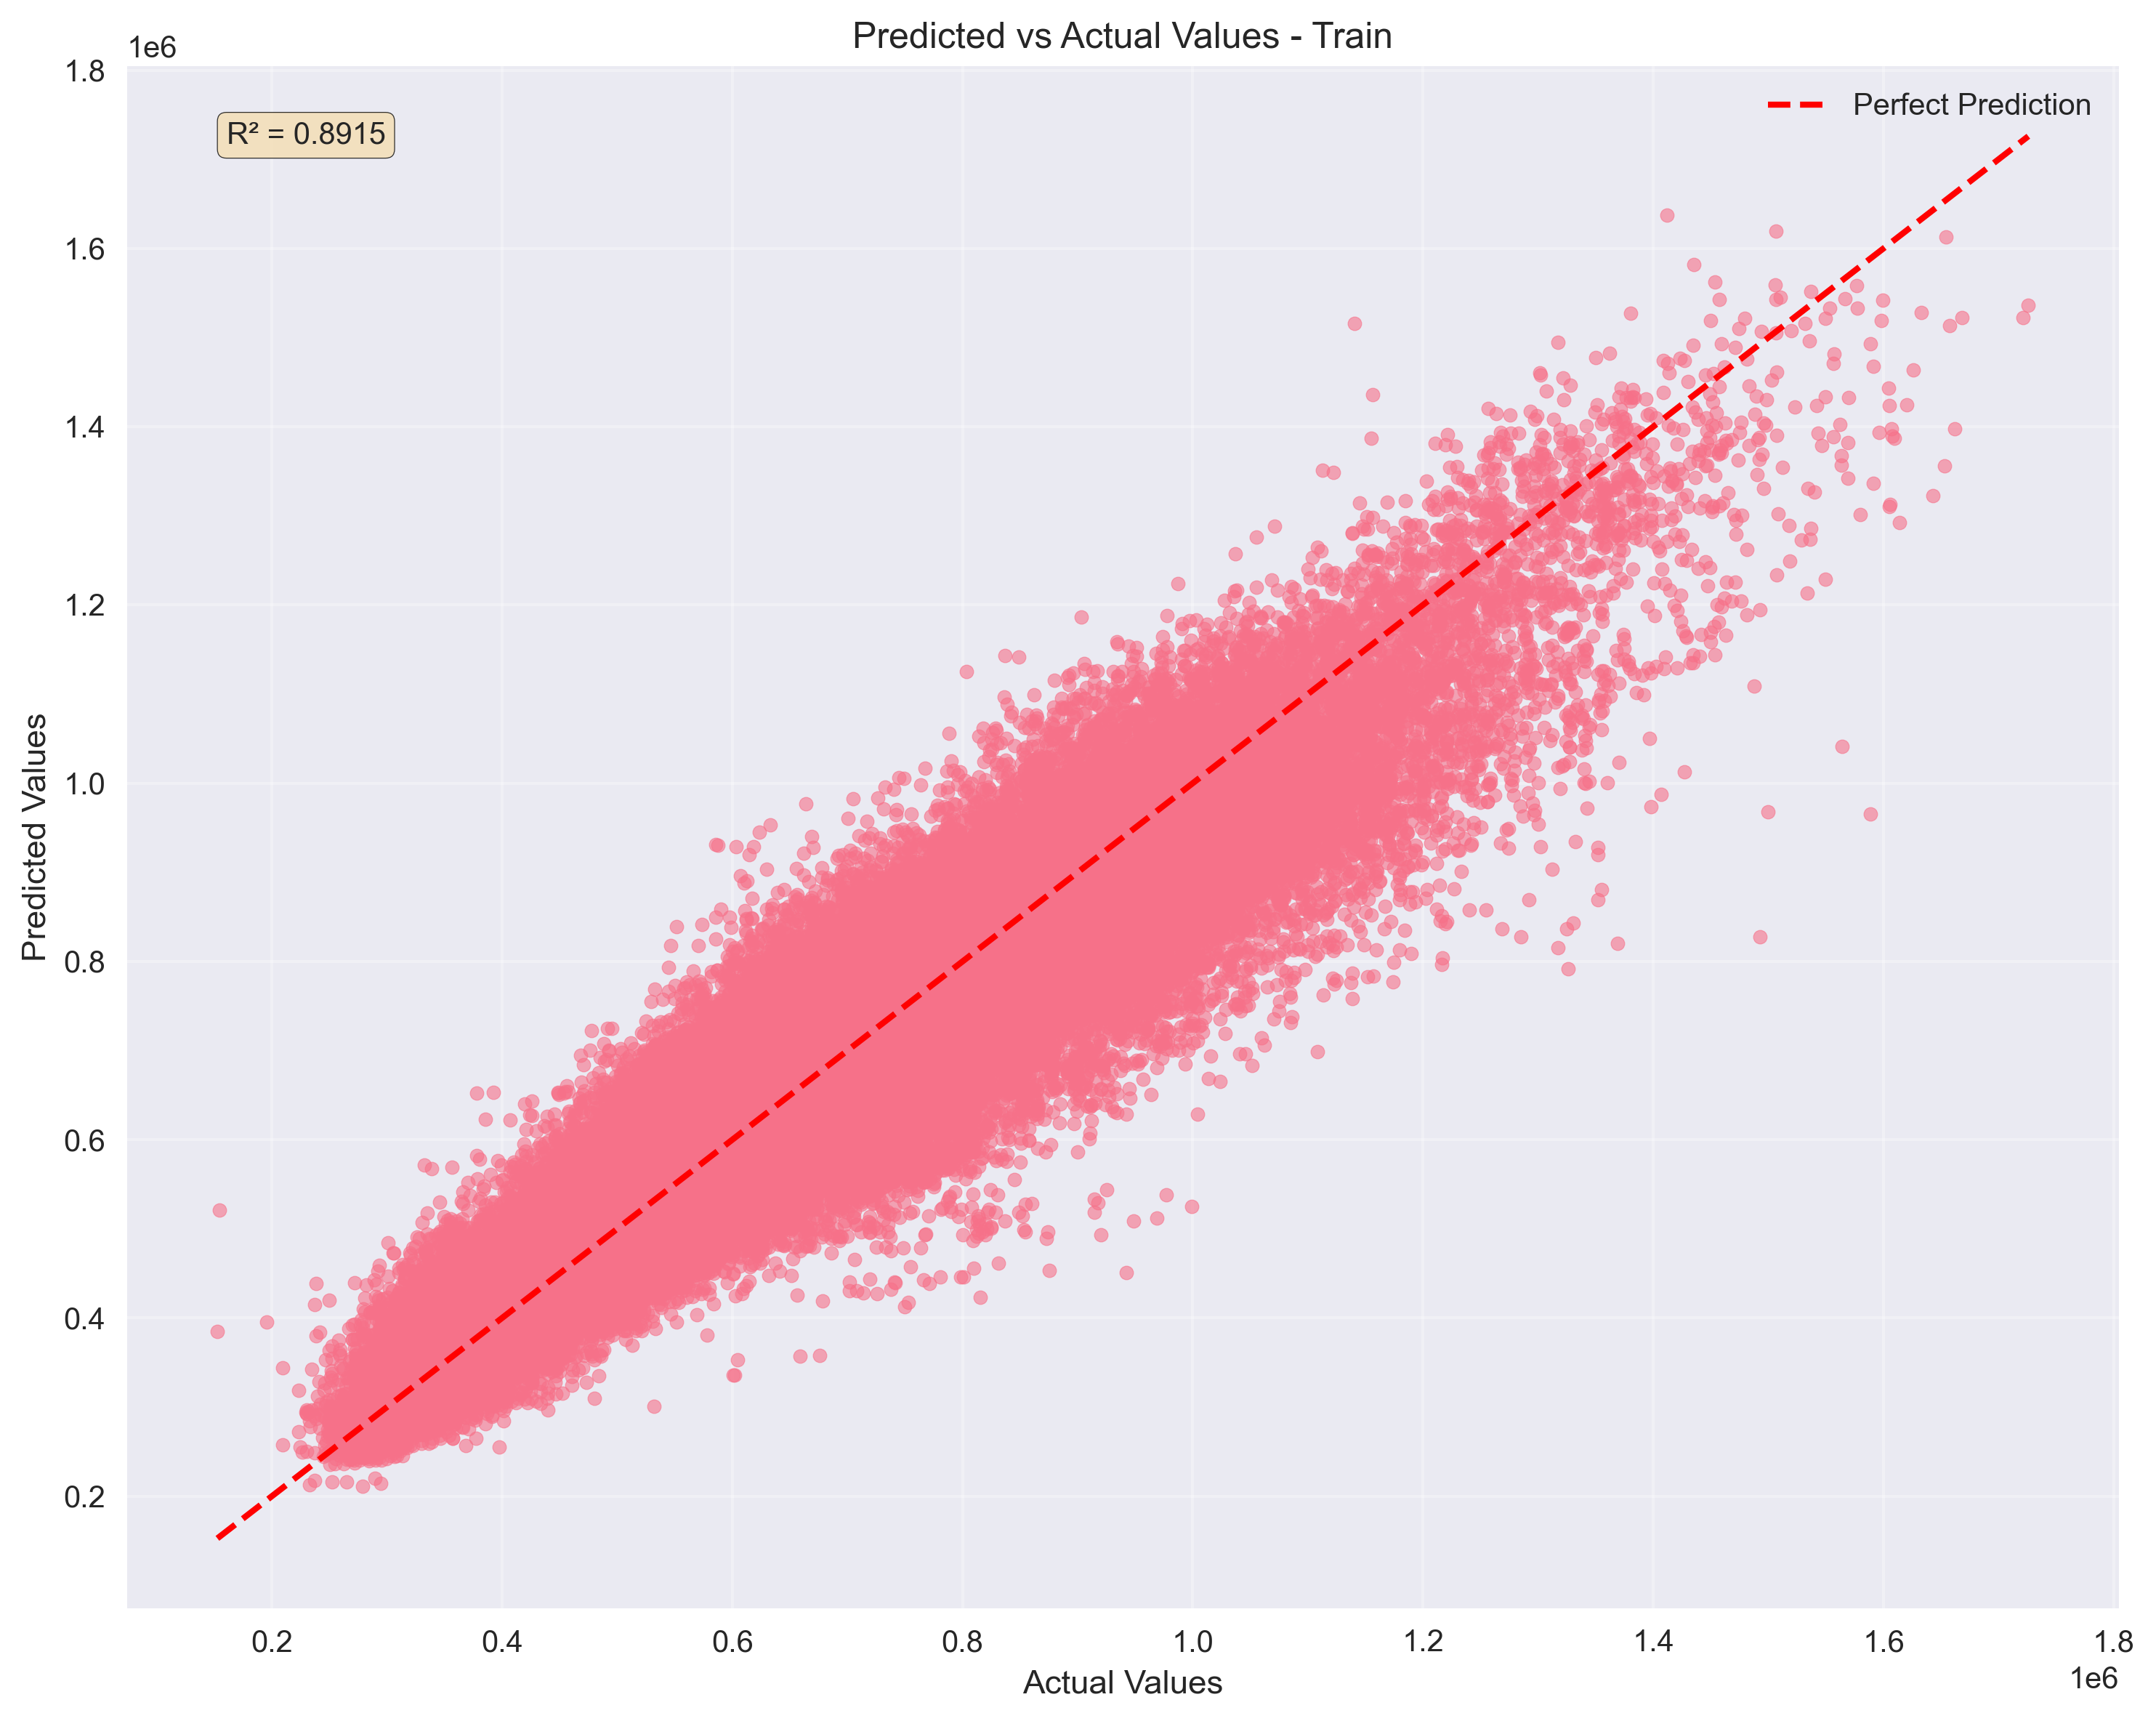 Predicted vs Actual Values - Train
1e6
1.8
1.6
1.4
1.2
1.0
0.8
0.6
0.4
0.2
Predicted Values
R² = 0.8915
Perfect Prediction
0.2 0.4 0.6 0.8 1.0 1.2 1.4 1.6 1.8
1e6
Actual Values